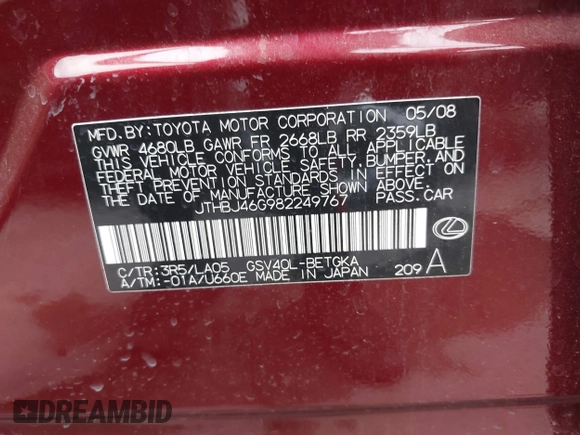 MFD.BY:TOYOTA MOTOR CORPORATION 05/08
GVWR 4680LB GAWR FR 2668LB RR 2359LB
THIS VEHICLE CONFORMS TO ALL APPLICABLE
FEDERAL MOTOR VEHICLE SAFETY,BUMPER,AND
THEFT PREVENTION STANDARDS IN EFFECT ON
THE DATE OF MANUFACTURE SHOWN ABOVE.
JTHBJ46G982249767 PASS.CAR
C/TR:3R5/LA05 GSV40L-BETGKA
A/TM:-01A/U660E MADE IN JAPAN 209 A
DREAMBID